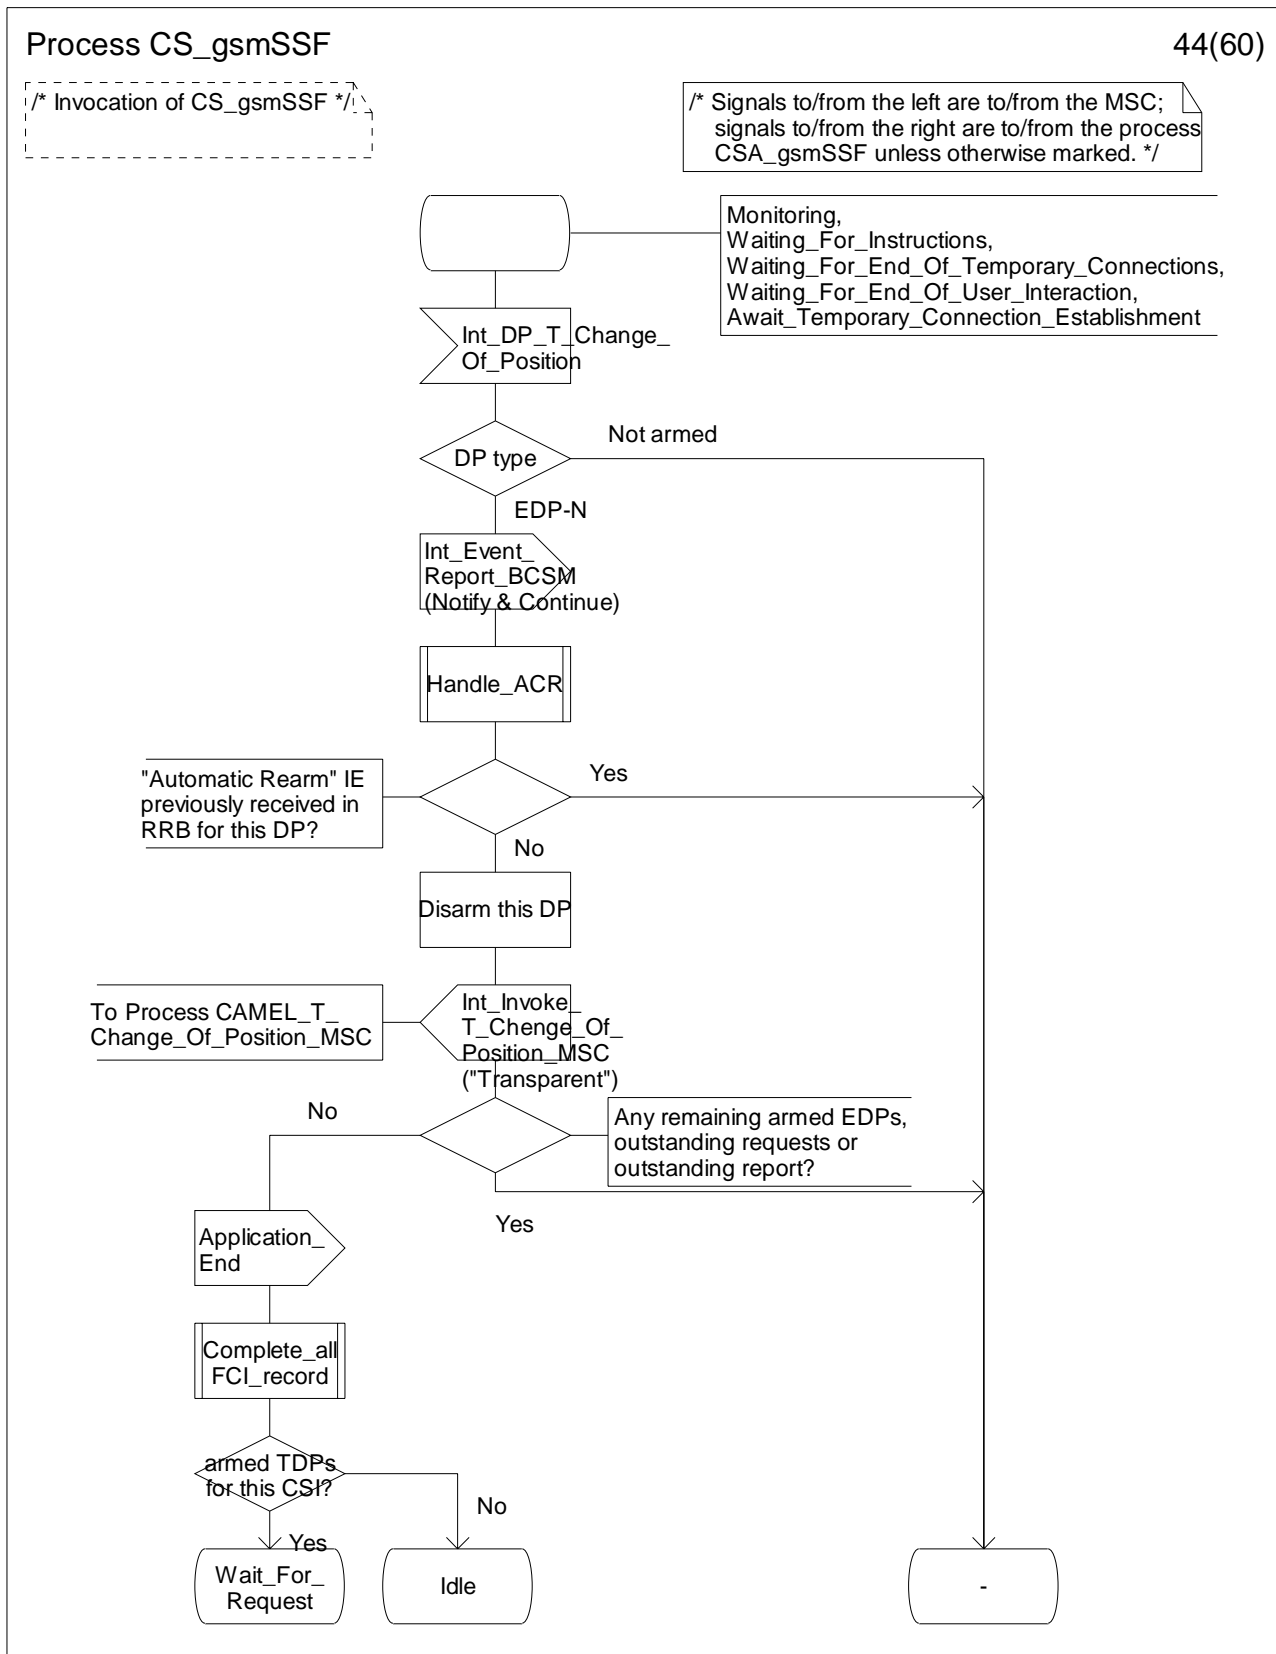 Process CS_gsmSSF
44(60)
/* Invocation of CS_gsmSSF */
/* Signals to/from the left are to/from the MSC;
signals to/from the right are to/from the process
CSA_gsmSSF unless otherwise marked. */
Monitoring,
Waiting_For_Instructions,
Waiting_For_End_Of_Temporary_Connections,
Waiting_For_End_Of_User_Interaction,
Await_Temporary_Connection_Establishment
Int_DP_T_Change_
Of_Position
Not armed
DP type
EDP-N
Int_Event_
Report_BCSM
(Notify & Continue)
Handle_ACR
"Automatic Rearm" IE
previously received in
RRB for this DP?
Yes
No
Disarm this DP
To Process CAMEL_T_
Change_Of_Position_MSC
Int_Invoke_
T_Chenge_Of_
Position_MSC
("Transparent")
No
Any remaining armed EDPs,
outstanding requests or
outstanding report?
Yes
Application_
End
Complete_all
FCI_record
armed TDPs
for this CSI?
No
Yes
Wait_For_
Request
Idle
-